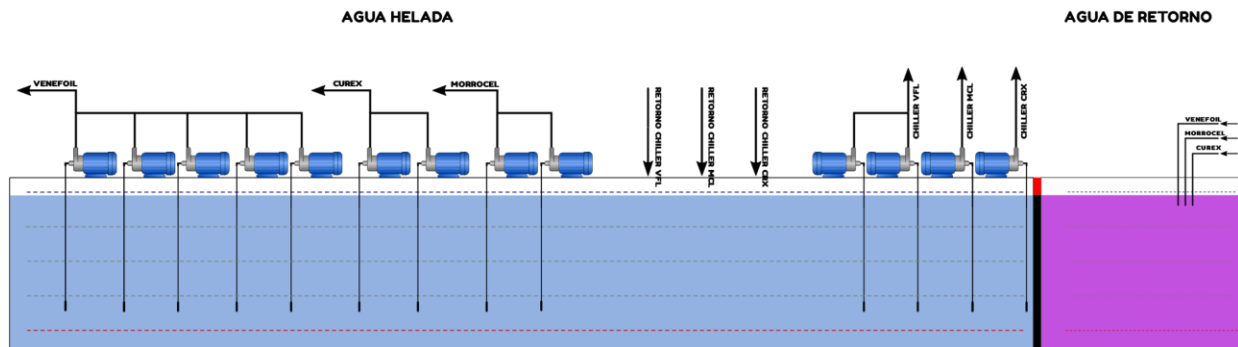 AGUA HELADA
AGUA DE RETORNO
VENEFOIL
CUREX
MORROCEL
RETORNO CHILLER VFL
RETORNO CHILLER MCL
RETORNO CHILLER CRX
CHILLER VFL
CHILLER MCL
CHILLER CRX
VENEFOIL
MORROCEL
CUREX